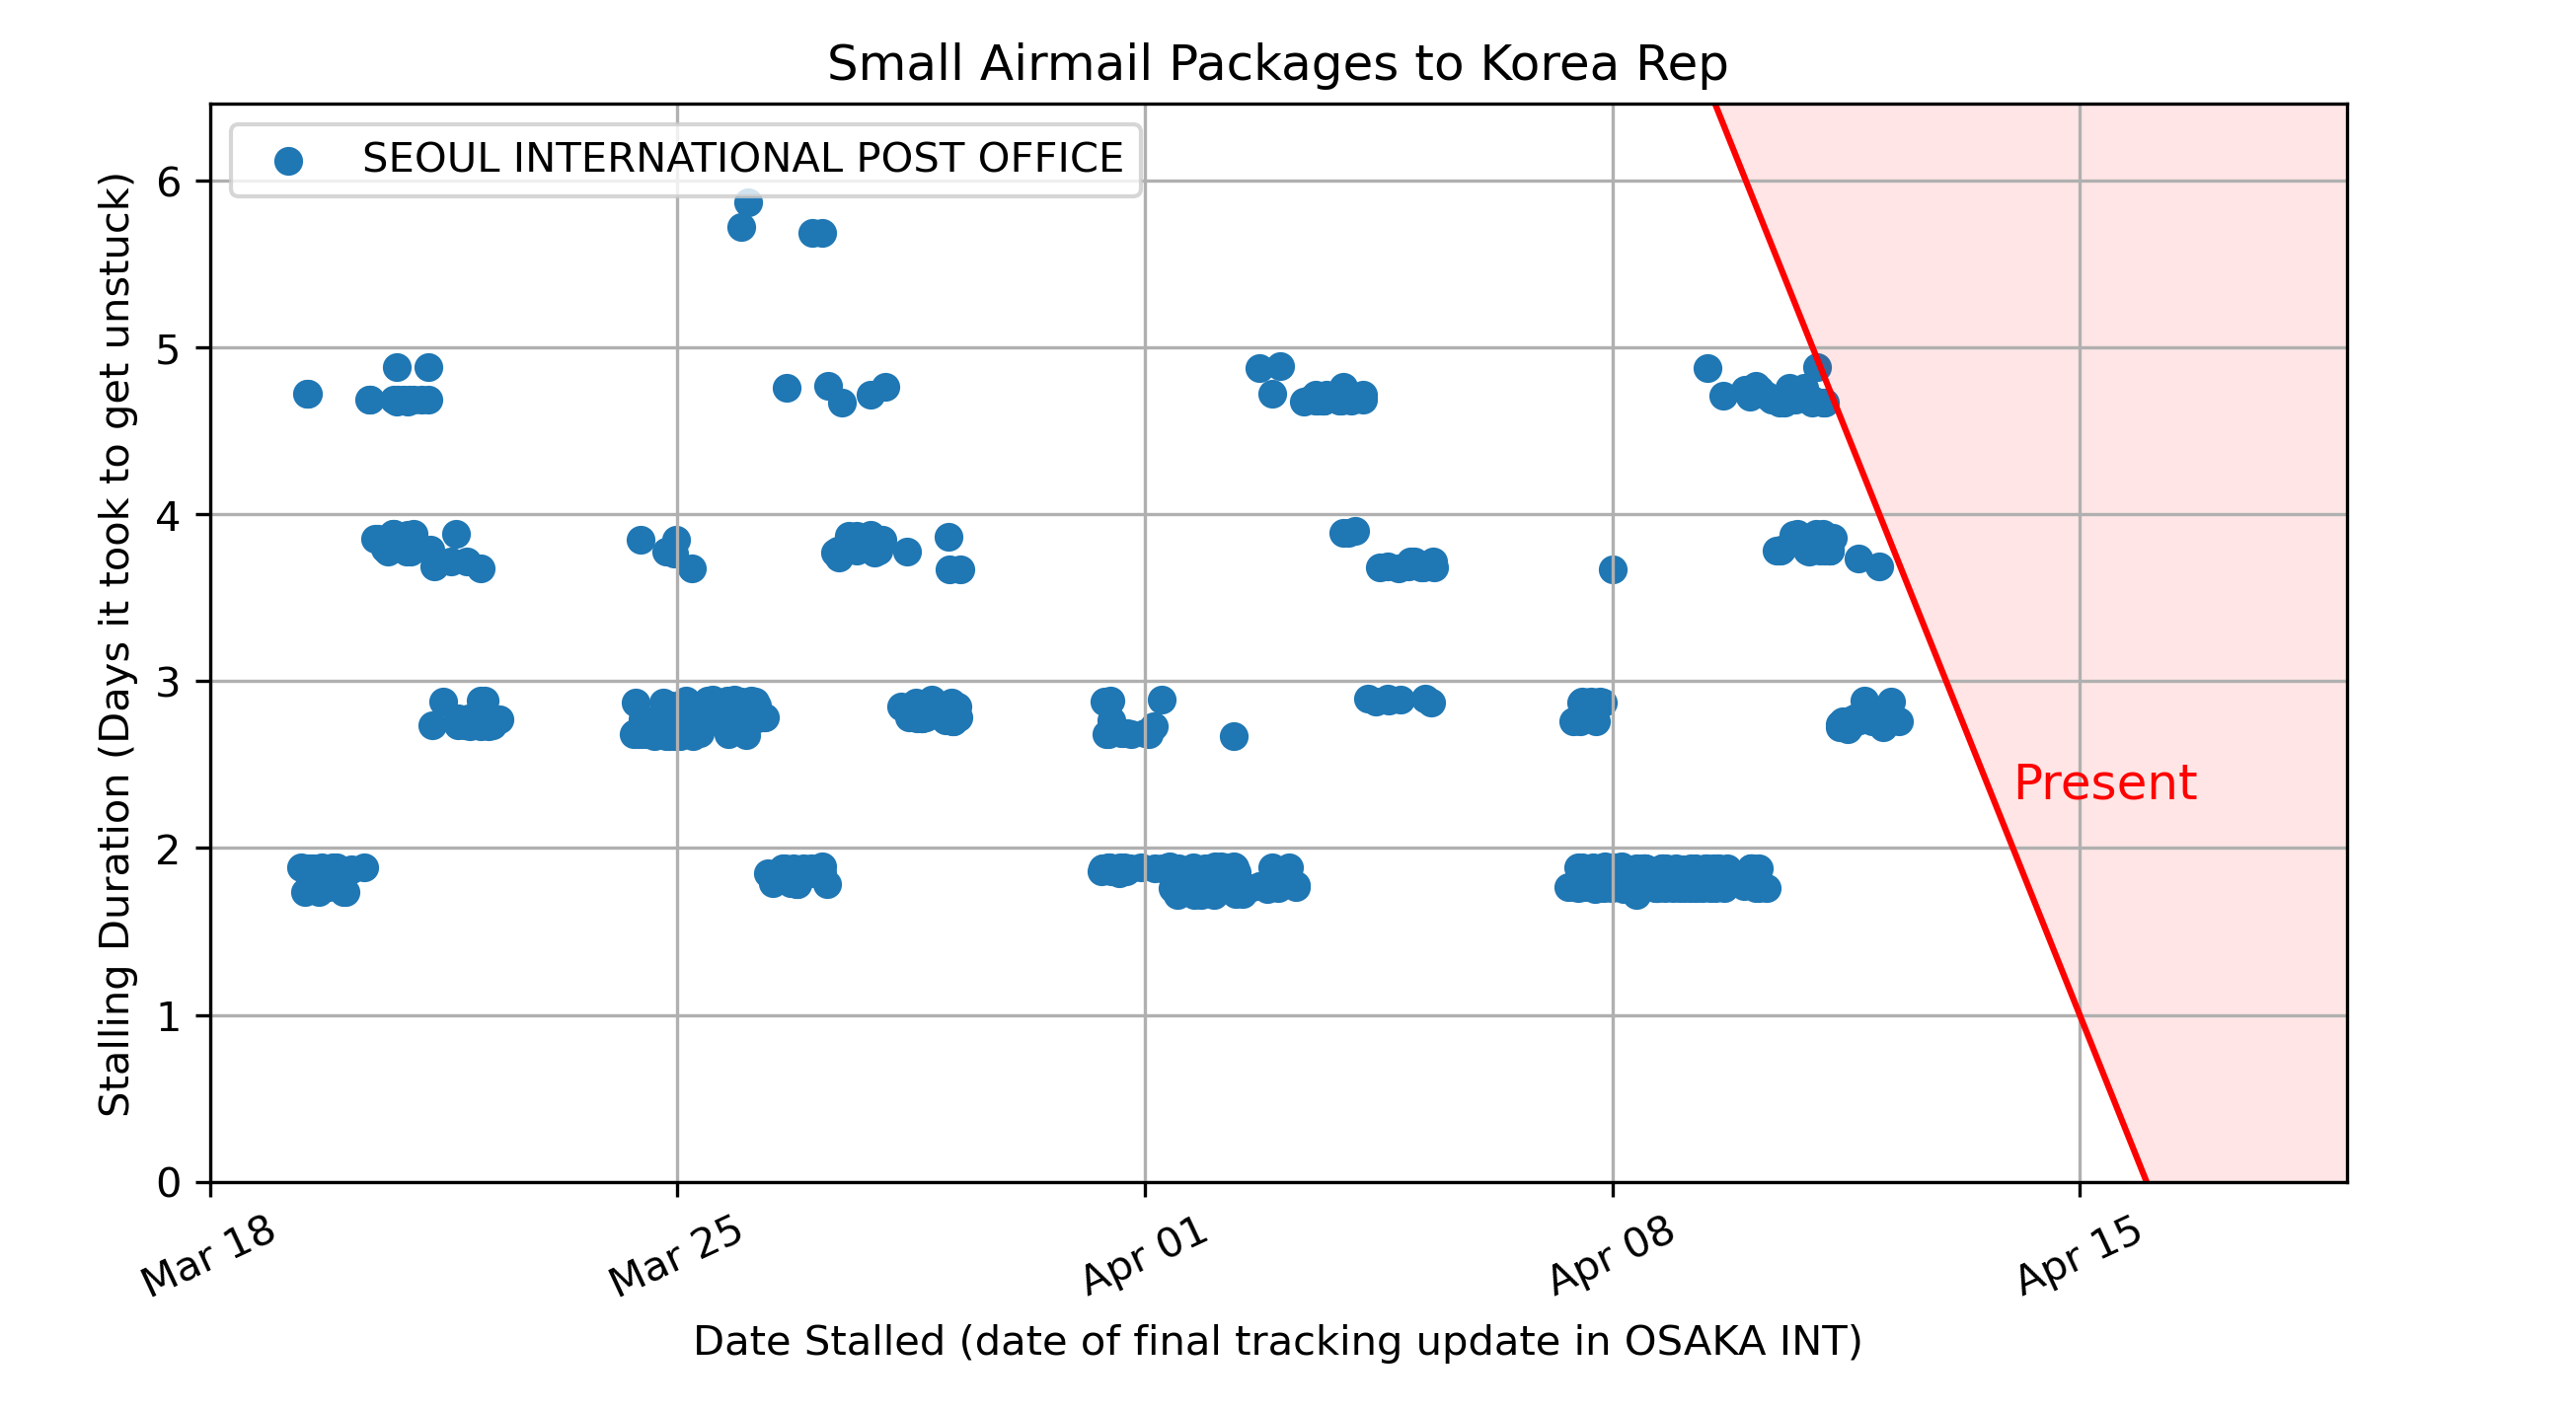 Small Airmail Packages to Korea Rep
SEOUL INTERNATIONAL POST OFFICE
Stalling Duration (Days it took to get unstuck)
6
5
4
3
2
1
0
Present
Mar 18
Mar 25
Apr 01
Apr 08
Apr 15
Date Stalled (date of final tracking update in OSAKA INT)